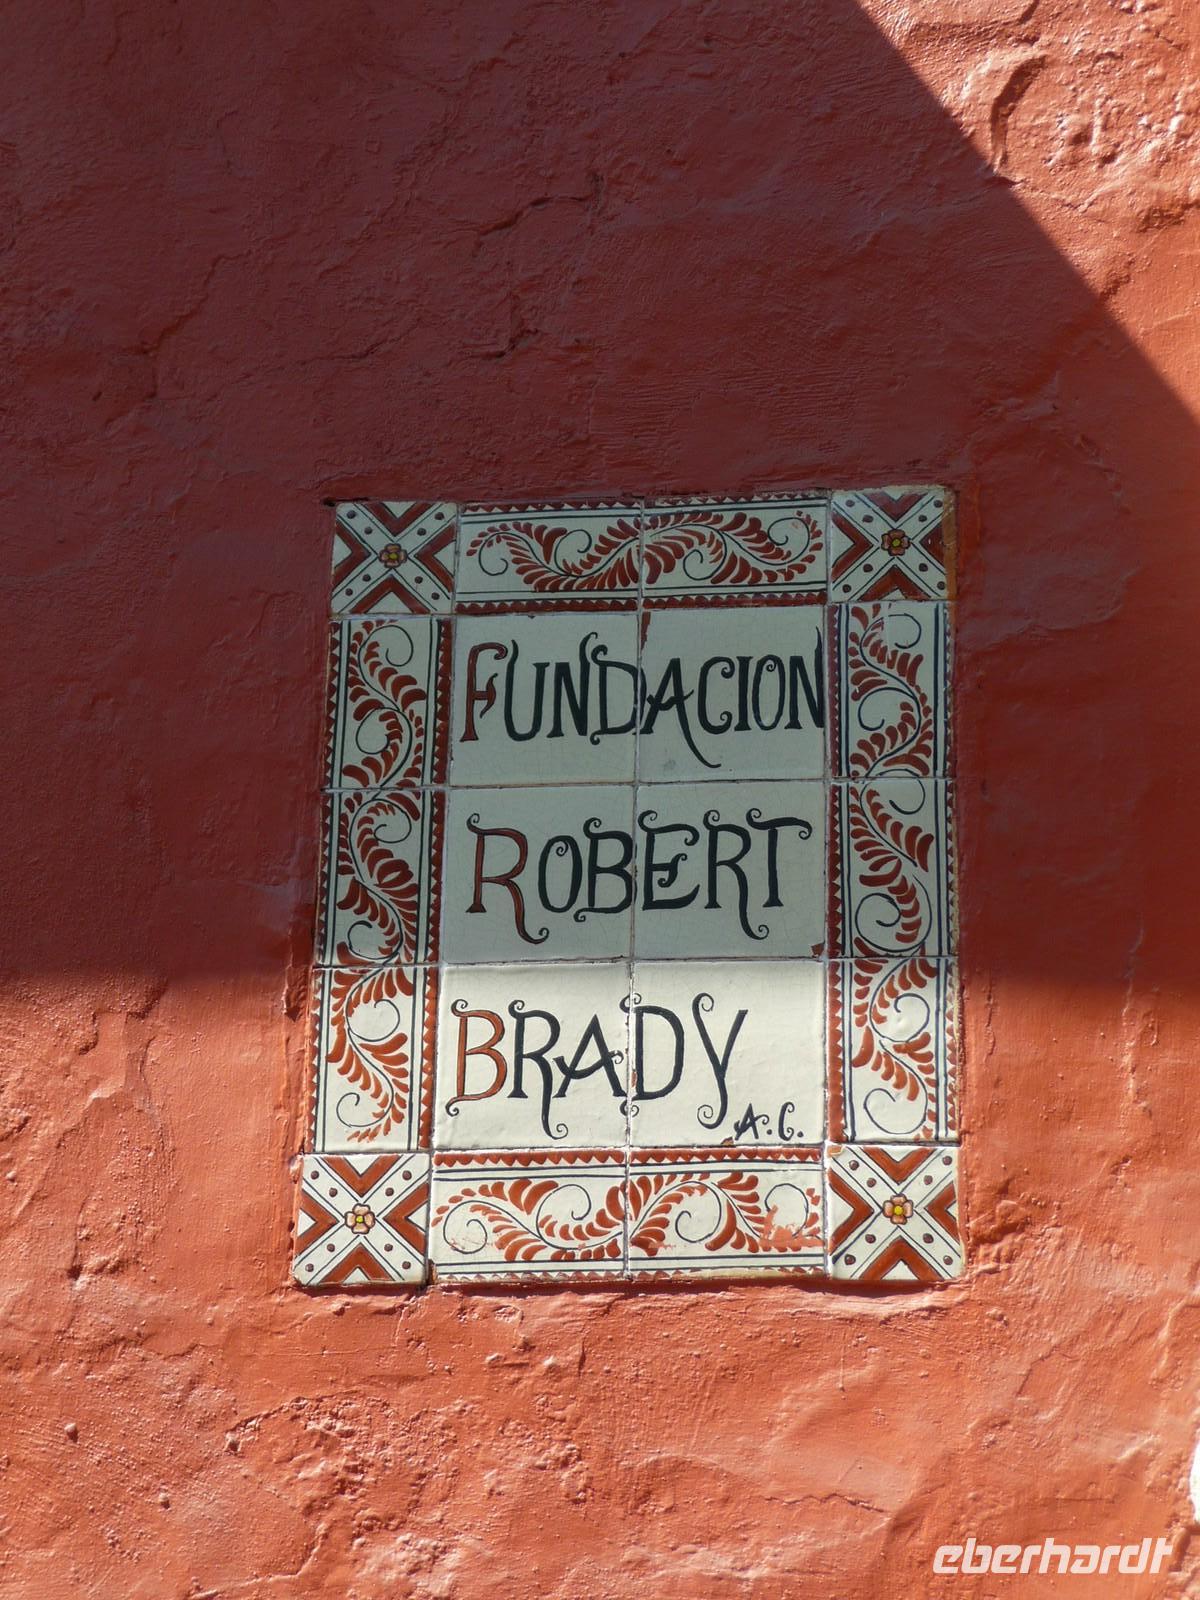 FUNDACION
ROBERT
BRADY
A.C.
eberhardt